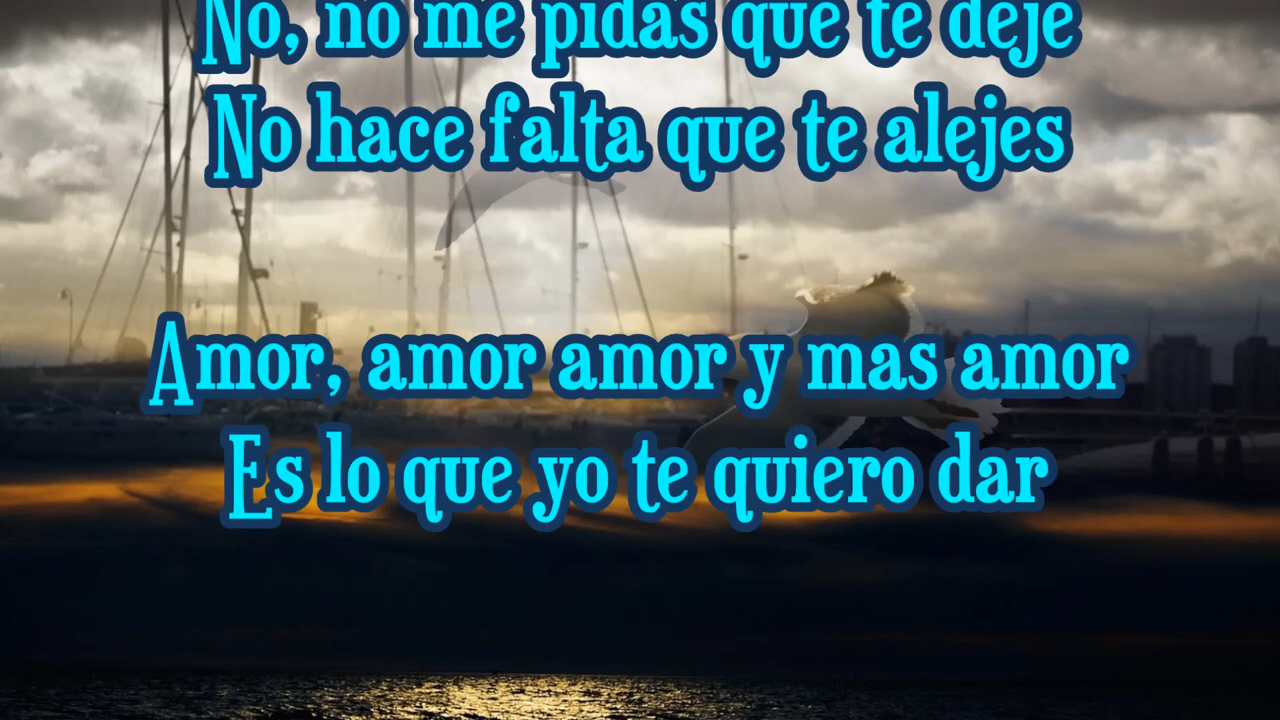 No, no me pidas que te deje
No hace falta que te alejes
Amor, amor amor y mas amor
Es lo que yo te quiero dar